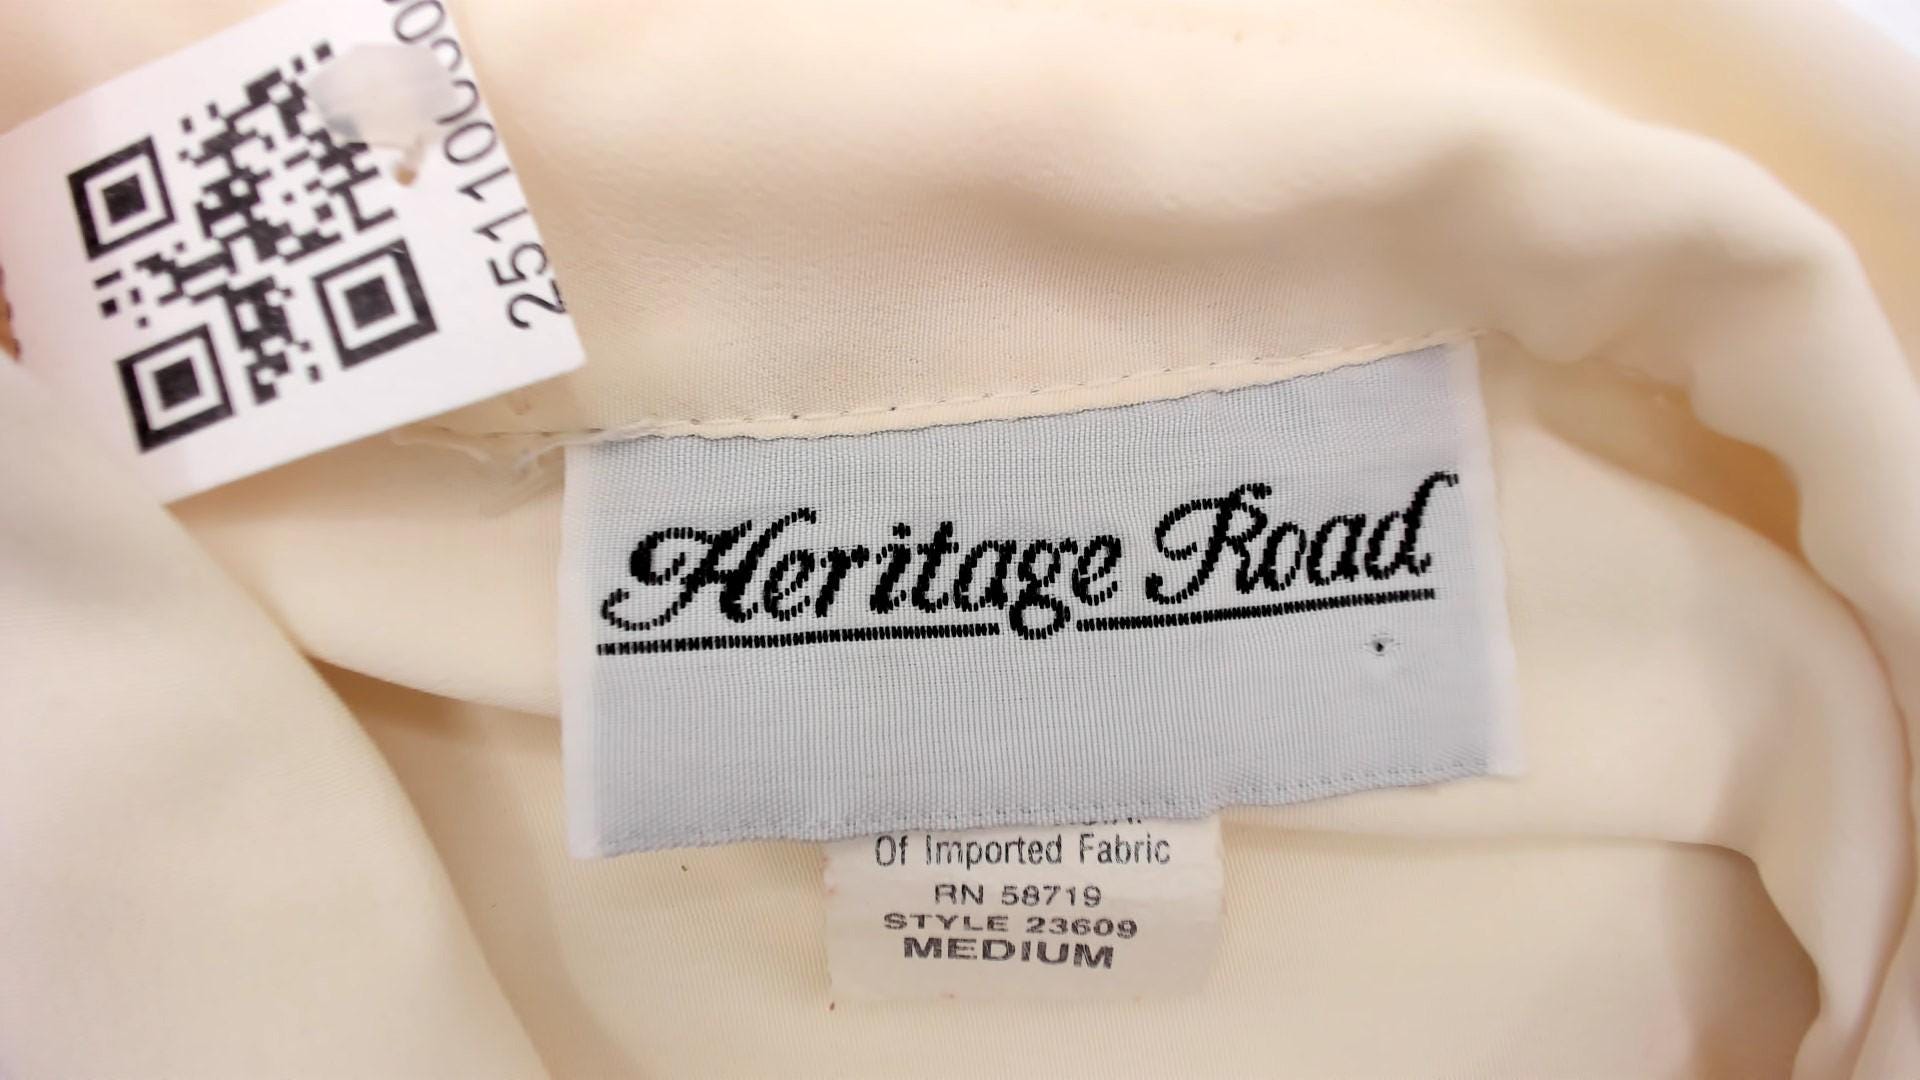 Heritage Road
Of Imported Fabric
RN 58719
STYLE 23609
MEDIUM